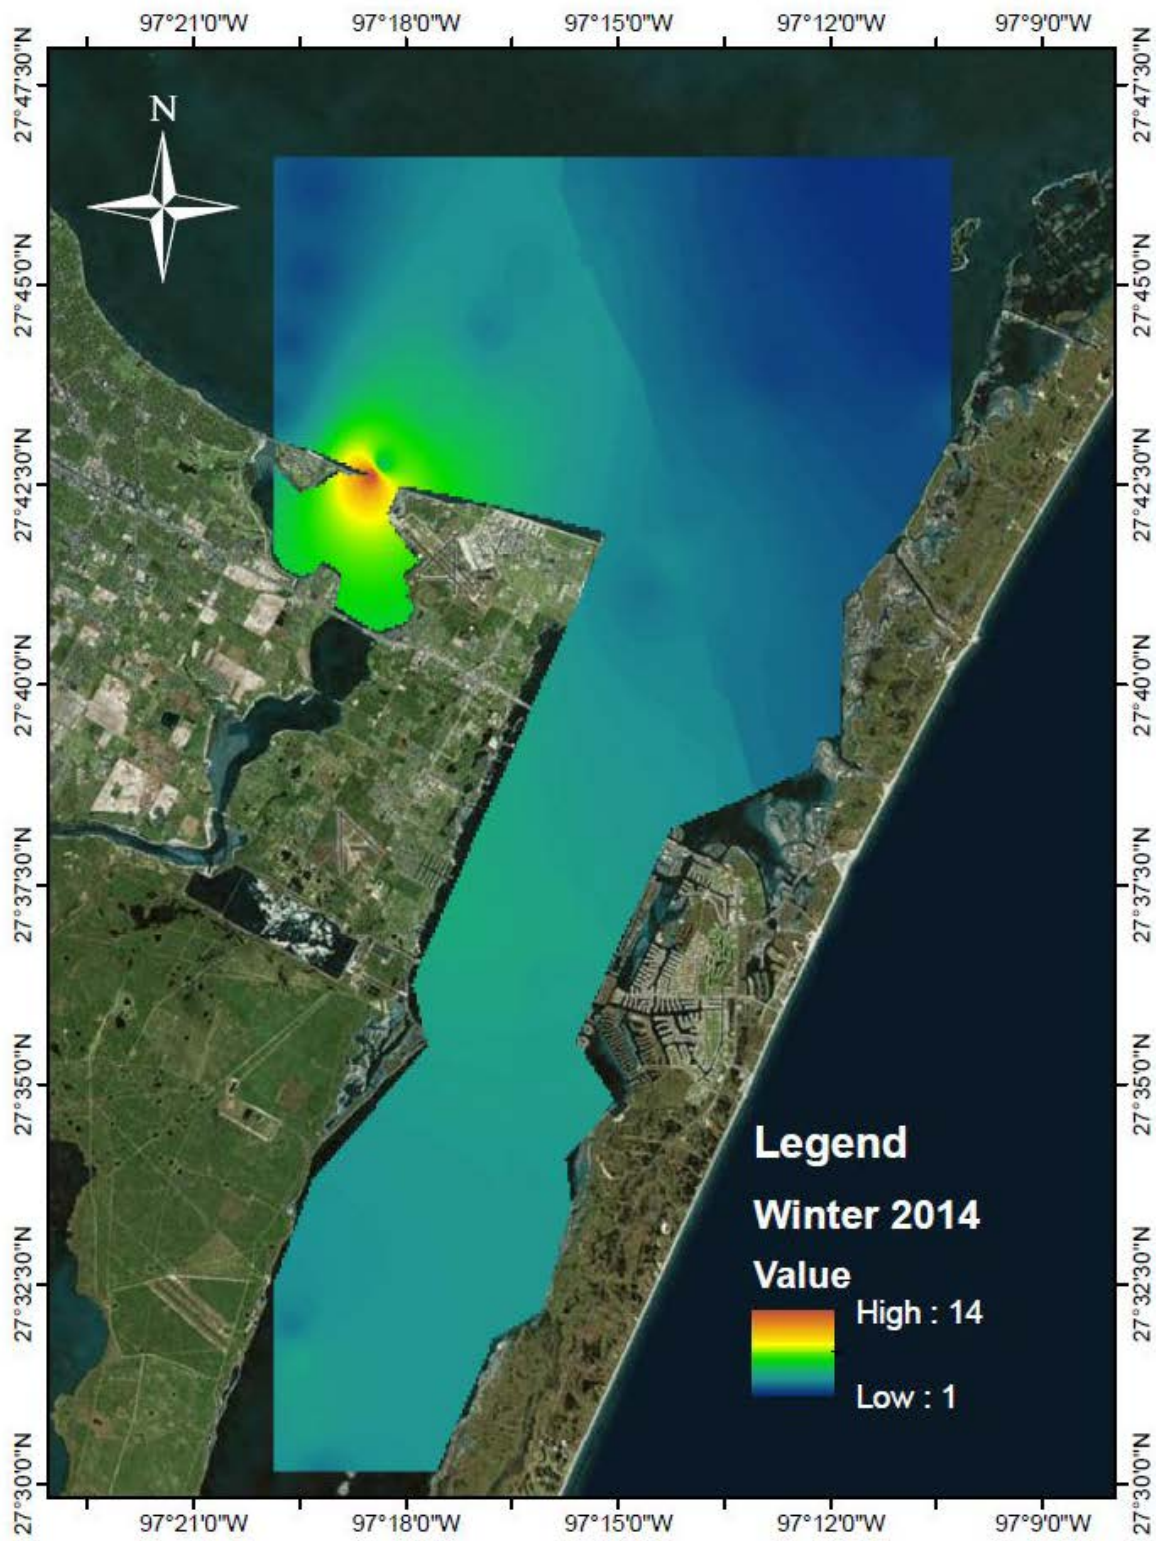 97°21'0"W 97°18'0"W 97°15'0"W 97°12'0"W 97°9'0"W
27°47'30"N 27°47'30"N
N
27°45'0"N 27°45'0"N
27°42'30"N 27°42'30"N
27°40'0"N 27°40'0"N
27°37'30"N 27°37'30"N
27°35'0"N 27°35'0"N
Legend
Winter 2014
27°32'30"N 27°32'30"N
Value
High : 14
Low : 1
27°30'0"N 27°30'0"N
97°21'0"W 97°18'0"W 97°15'0"W 97°12'0"W 97°9'0"W